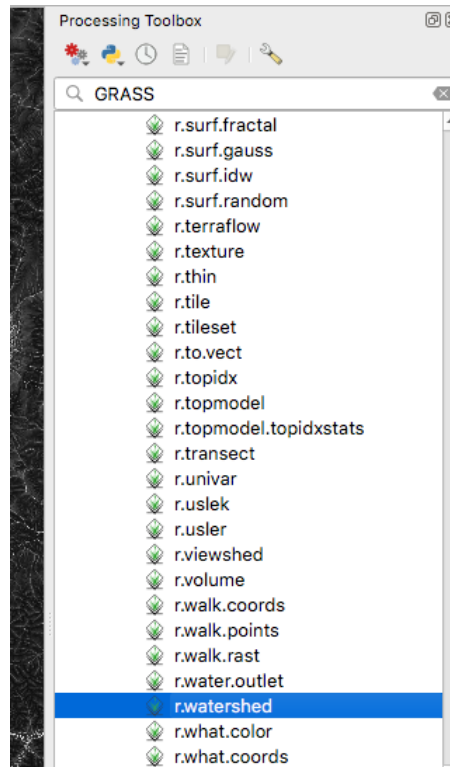 Processing Toolbox
GRASS
r.surf.fractal
r.surf.gauss
r.surf.idw
r.surf.random
r.terraflow
r.texture
r.thin
r.tile
r.tileset
r.to.vect
r.topidx
r.topmodel
r.topmodel.topidxstats
r.transect
r.univar
r.uslek
r.usler
r.viewshed
r.volume
r.walk.coords
r.walk.points
r.walk.rast
r.water.outlet
r.watershed
r.what.color
r.what.coords